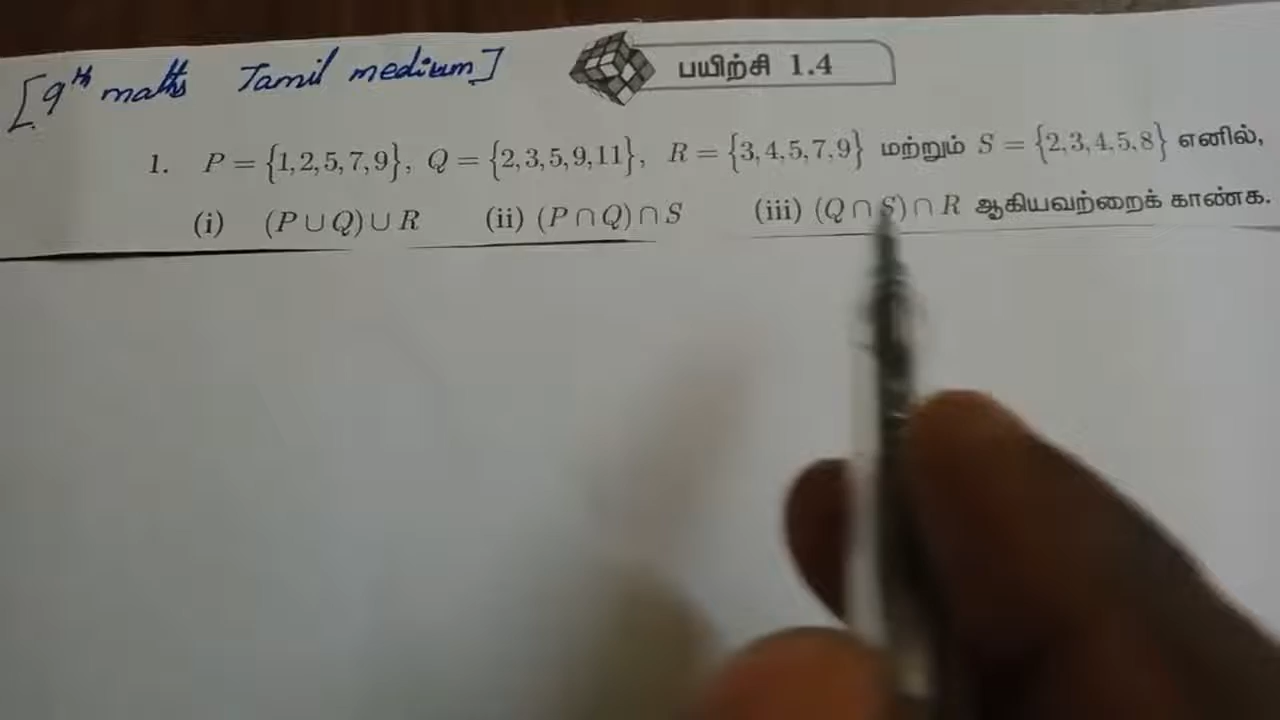 [9th maths Tamil medium]
பயிற்சி 1.4
1. P = {1,2,5,7,9}, Q = {2,3,5,9,11}, R = {3,4,5,7,9} மற்றும் S = {2,3,4,5,8} எனில்,
(i) (P ∪ Q) ∪ R (ii) (P ∩ Q) ∩ S (iii) (Q ∩ S) ∩ R ஆகியவற்றைக் காண்க.